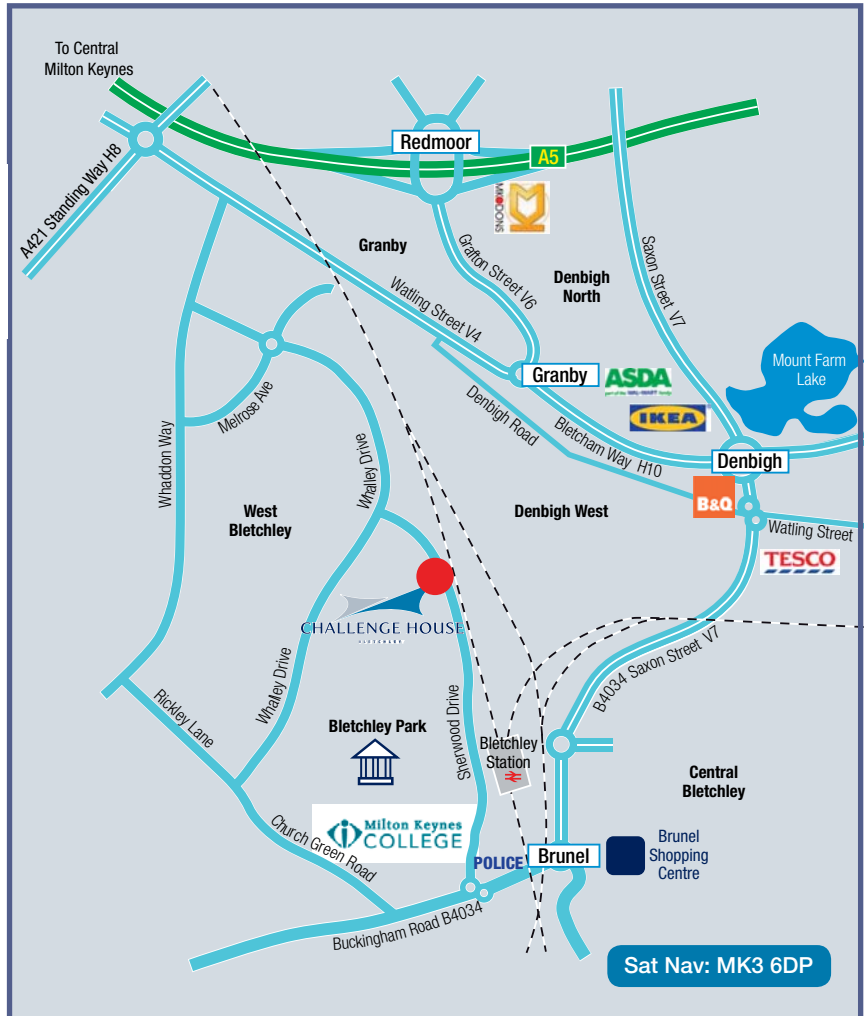 To Central
Milton Keynes
A421 Standing Way H8
Redmoor
A5
MK DONS
Granby
Grafton Street V6
Denbigh
North
Saxon Street V7
Watling Street V4
Mount Farm
Lake
Granby
ASDA
IKEA
Denbigh Road
Bletcham Way H10
Denbigh
Melrose Ave
Whaddon Way
Whalley Drive
West
Bletchley
Denbigh West
B&Q
Watling Street
TESCO
CHALLENGE HOUSE
BLETCHLEY
Whalley Drive
Rickley Lane
B4034 Saxon Street V7
Bletchley Park
Sherwood Drive
Bletchley
Station
Central
Bletchley
Milton Keynes
COLLEGE
Church Green Road
POLICE
Brunel
Brunel
Shopping
Centre
Buckingham Road B4034
Sat Nav: MK3 6DP